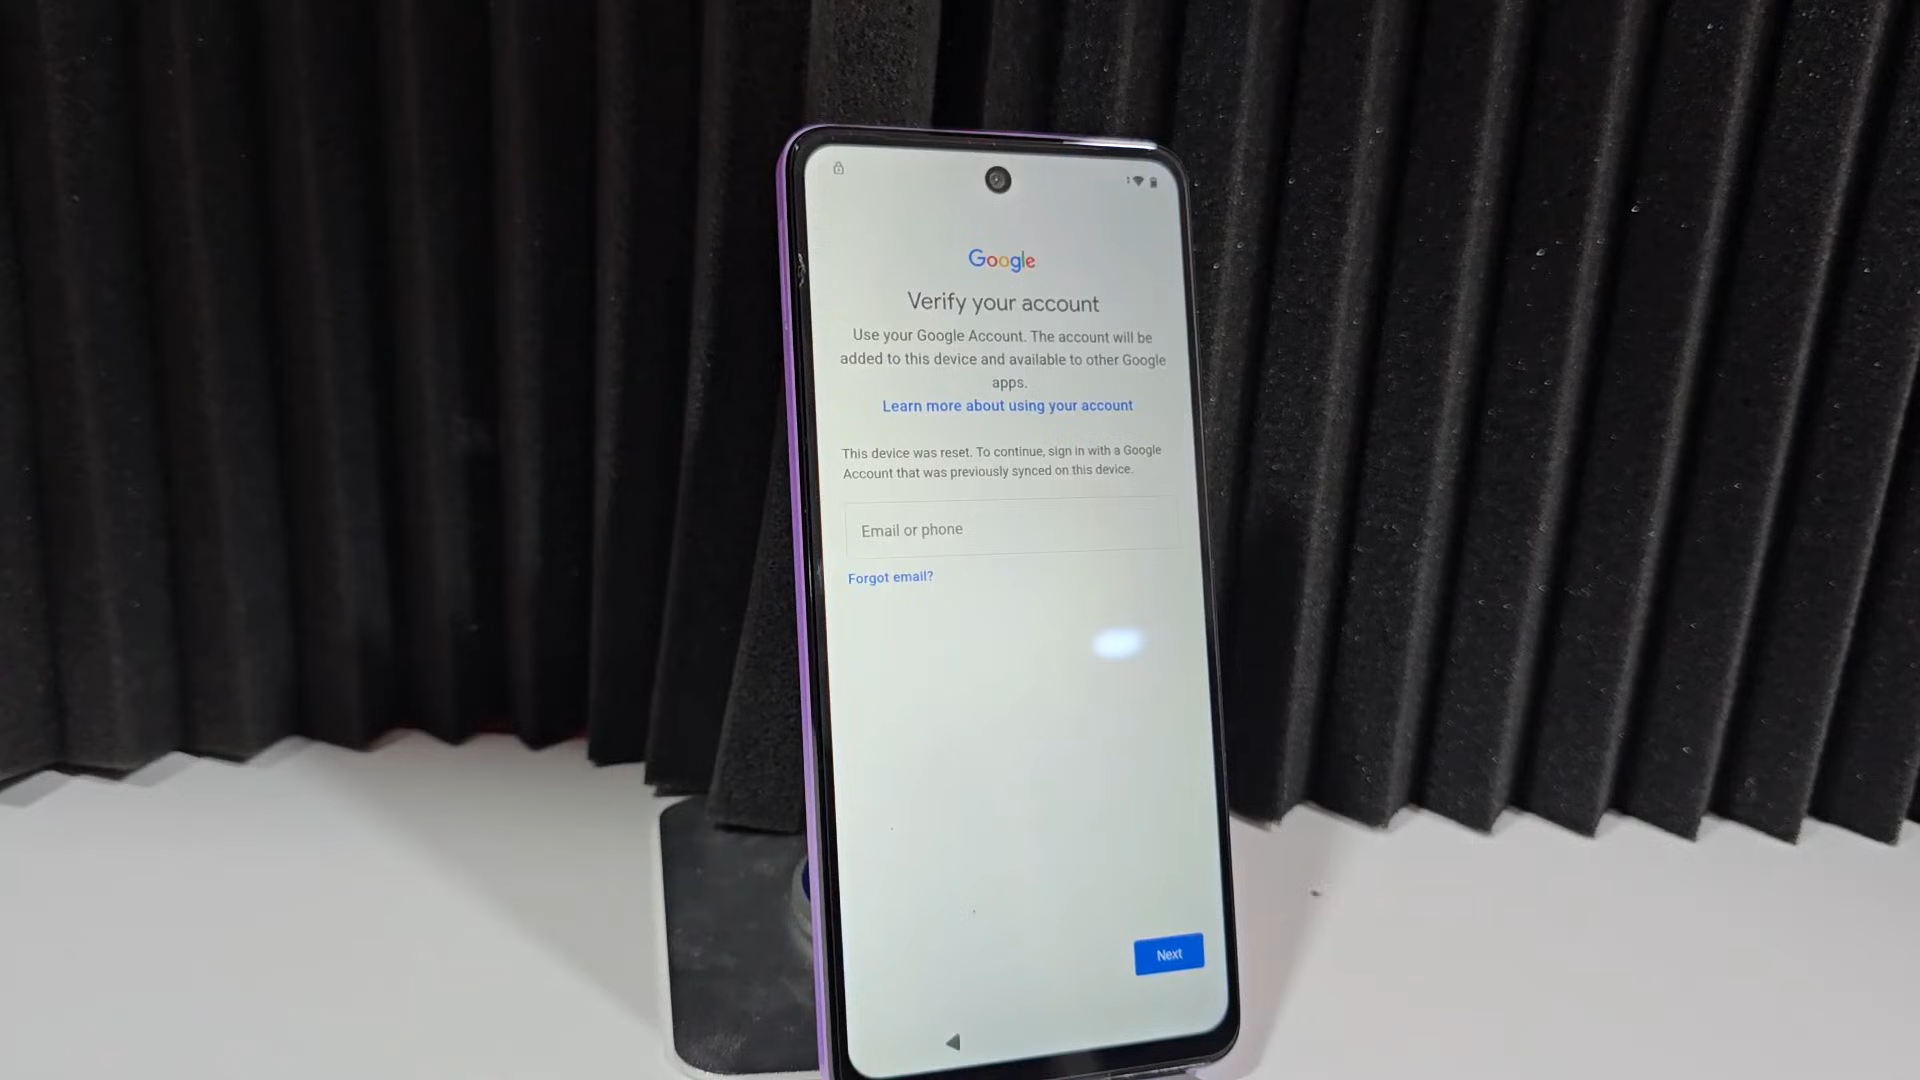 Google
Verify your account
Use your Google Account. The account will be
added to this device and available to other Google
apps.
Learn more about using your account
This device was reset. To continue, sign in with a Google
Account that was previously synced on this device.
Email or phone
Forgot email?
Next